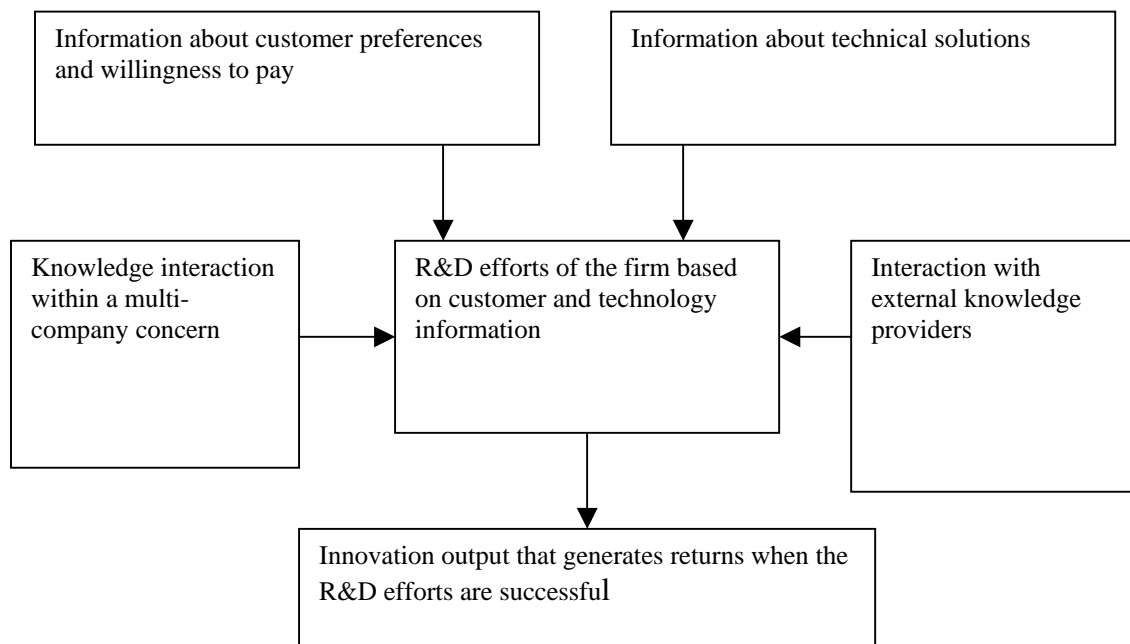 Information about customer preferences
and willingness to pay
Information about technical solutions
Knowledge interaction
within a multi-
company concern
R&D efforts of the firm based
on customer and technology
information
Interaction with
external knowledge
providers
Innovation output that generates returns when the
R&D efforts are successful